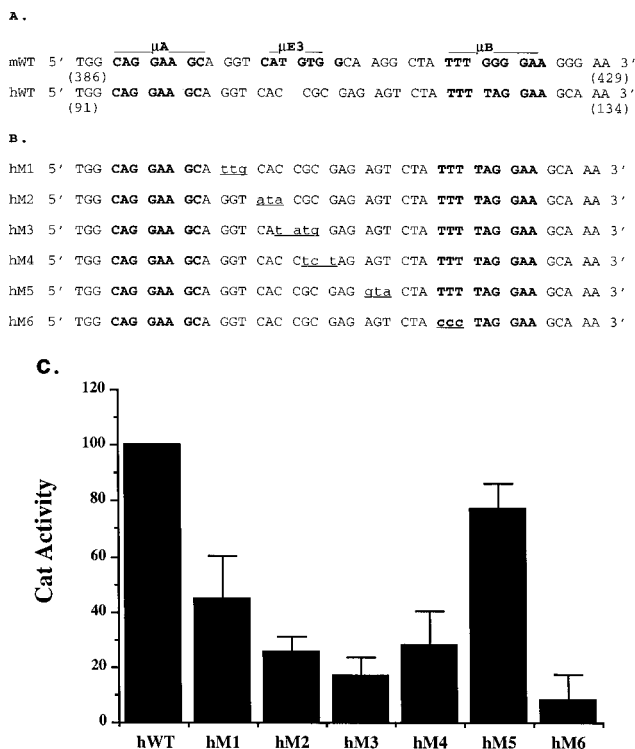 A.
μA μE3 μB
mWT 5' TGG CAG GAAGCA GGT CAT GTG GCAAGG CTA TTT GGG GAA GGG AA 3'
(386) (429)
hWT 5' TGG CAG GAAGCA GGT CAC CGC GAG AGT CTA TTT TAG GAA GCAAA 3'
(91) (134)
B.
hM1 5' TGG CAG GAA GCA ttg CAC CGC GAG AGT CTA TTT TAG GAA GCA AA 3'
hM2 5' TGG CAG GAA GCA GGT ata CGC GAG AGT CTA TTT TAG GAA GCA AA 3'
hM3 5' TGG CAG GAA GCA GGT CAt atg GAG AGT CTA TTT TAG GAA GCA AA 3'
hM4 5' TGG CAG GAA GCA GGT CAC Ctc tAG AGT CTA TTT TAG GAA GCA AA 3'
hM5 5' TGG CAG GAA GCA GGT CAC CGC GAG gta CTA TTT TAG GAA GCA AA 3'
hM6 5' TGG CAG GAA GCA GGT CAC CGC GAG AGT CTA ccc TAG GAA GCA AA 3'
C.
120
100
80
60
40
20
0
Cat Activity
hWT hM1 hM2 hM3 hM4 hM5 hM6